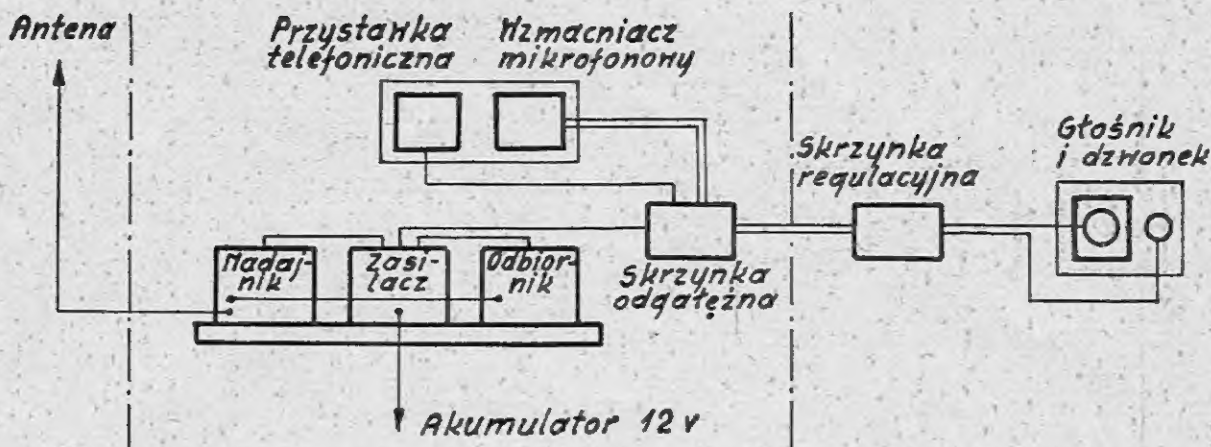 Antena
Przystawka
telefoniczna
Wzmacniacz
mikrofonowy
Głośnik
i dzwonek
Skrzynka
regulacyjna
Nadaj-
nik
Zasi-
lacz
Odbior-
nik
Skrzynka
odgałęźna
Akumulator 12 v